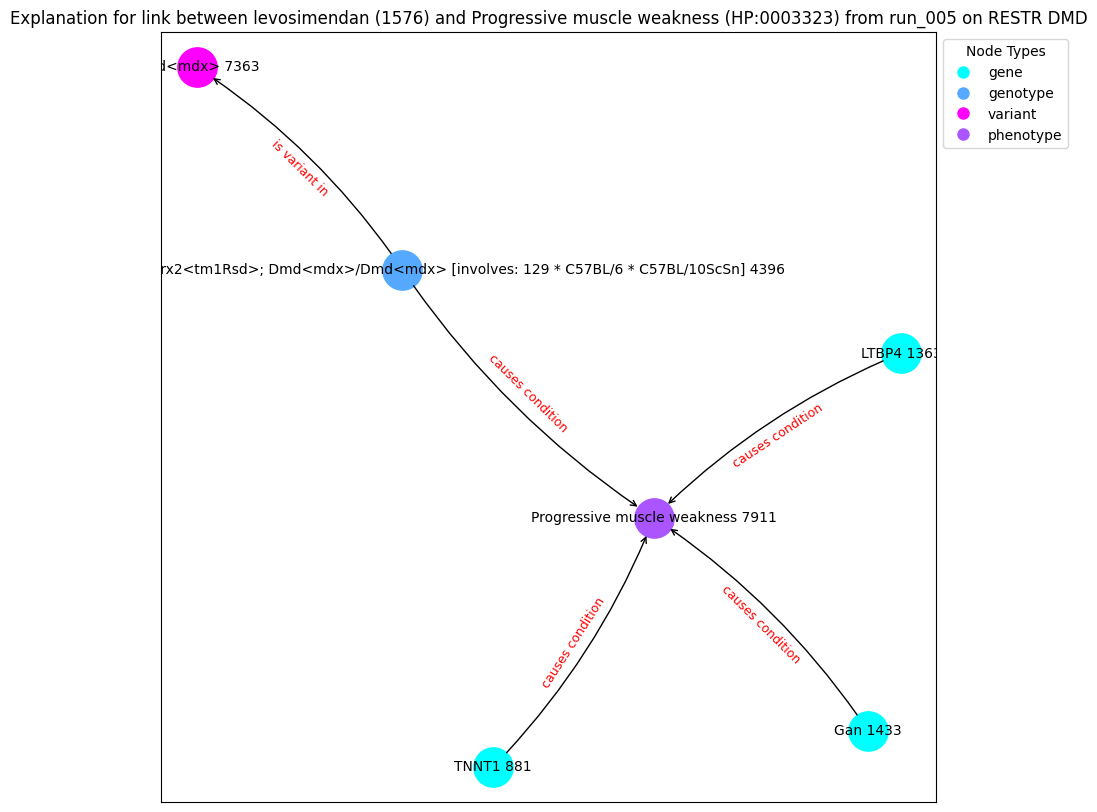 Explanation for link between levosimendan (1576) and Progressive muscle weakness (HP:0003323) from run_005 on RESTR DMD
Node Types
gene
genotype
variant
phenotype
d<mdx> 7363
is variant in
rx2<tm1Rsd>; Dmd<mdx>/Dmd<mdx> [involves: 129 * C57BL/6 * C57BL/10ScSn] 4396
causes condition
LTBP4 1363
causes condition
Progressive muscle weakness 7911
causes condition
causes condition
Gan 1433
TNNT1 881